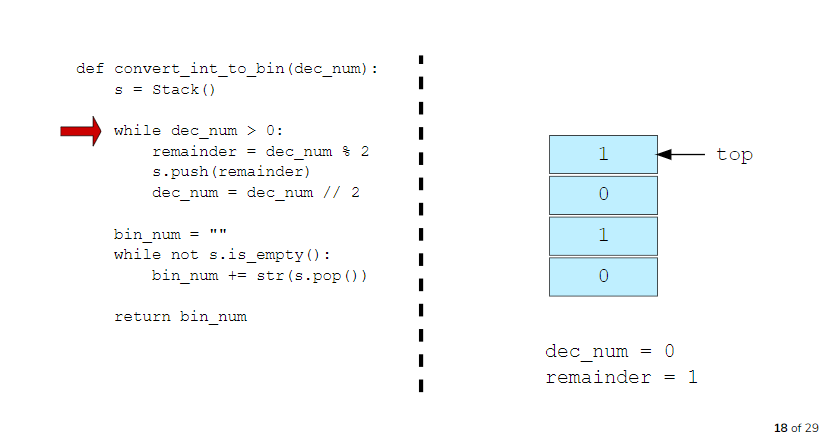 def convert_int_to_bin(dec_num):
    s = Stack()
    while dec_num > 0:
        remainder = dec_num % 2
        s.push(remainder)
        dec_num = dec_num // 2
    bin_num = ""
    while not s.is_empty():
        bin_num += str(s.pop())
    return bin_num
1 top
0
1
0
dec_num = 0
remainder = 1
18 of 29